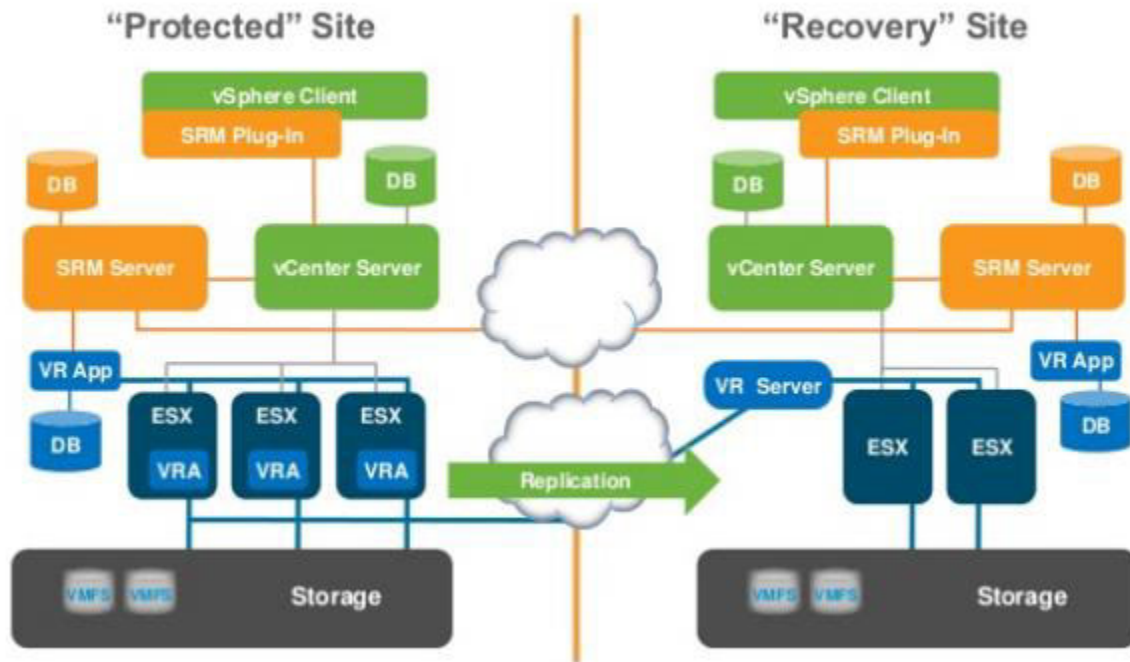 “Protected” Site
vSphere Client
SRM Plug-In
DB
DB
SRM Server
vCenter Server
VR App
DB
ESX
ESX
ESX
VRA
VRA
VRA
VMFS
VMFS
Storage
Replication
“Recovery” Site
vSphere Client
SRM Plug-In
DB
DB
vCenter Server
SRM Server
VR Server
VR App
DB
ESX
ESX
VMFS
VMFS
Storage